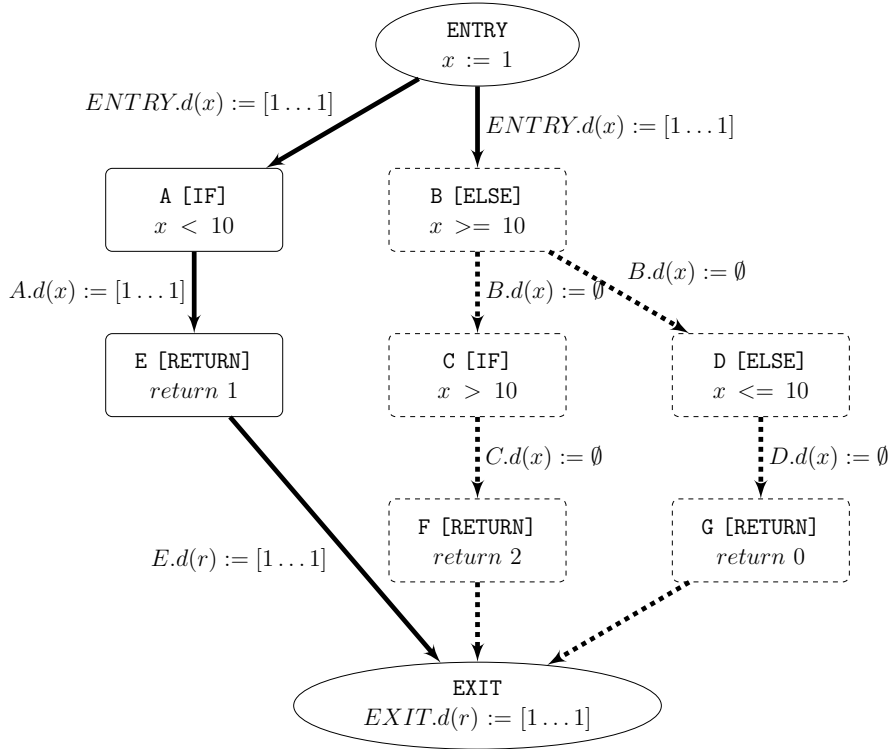 ENTRY
x := 1
ENTRY.d(x) := [1 … 1]
ENTRY.d(x) := [1 … 1]
A [IF]
x < 10
B [ELSE]
x >= 10
A.d(x) := [1 … 1]
B.d(x) := ∅
B.d(x) := ∅
E [RETURN]
return 1
C [IF]
x > 10
D [ELSE]
x <= 10
C.d(x) := ∅
D.d(x) := ∅
E.d(r) := [1 … 1]
F [RETURN]
return 2
G [RETURN]
return 0
EXIT
EXIT.d(r) := [1 … 1]